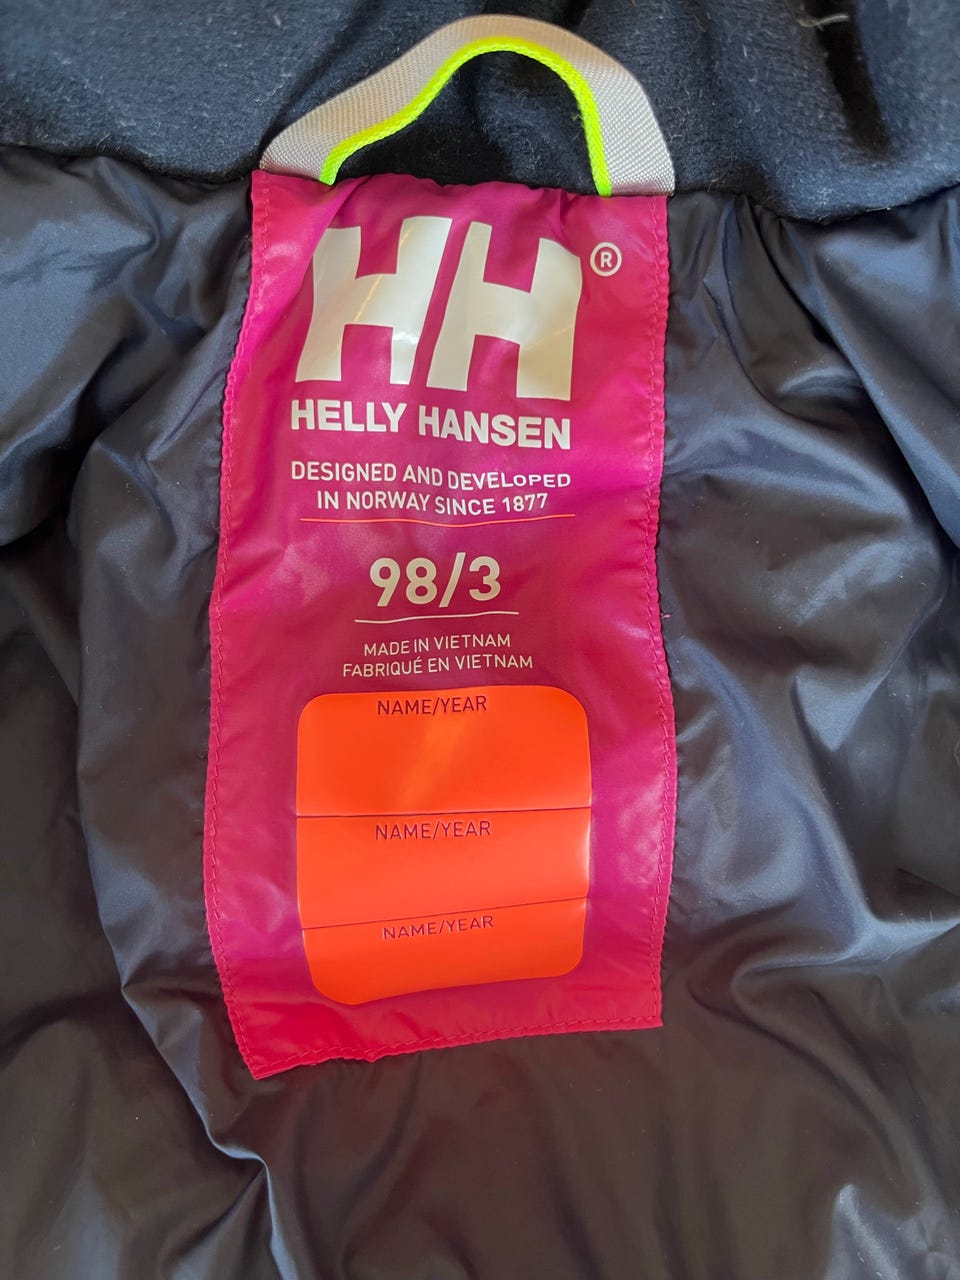 HH®
HELLY HANSEN
DESIGNED AND DEVELOPED
IN NORWAY SINCE 1877
98/3
MADE IN VIETNAM
FABRIQUÉ EN VIETNAM
NAME/YEAR
NAME/YEAR
NAME/YEAR